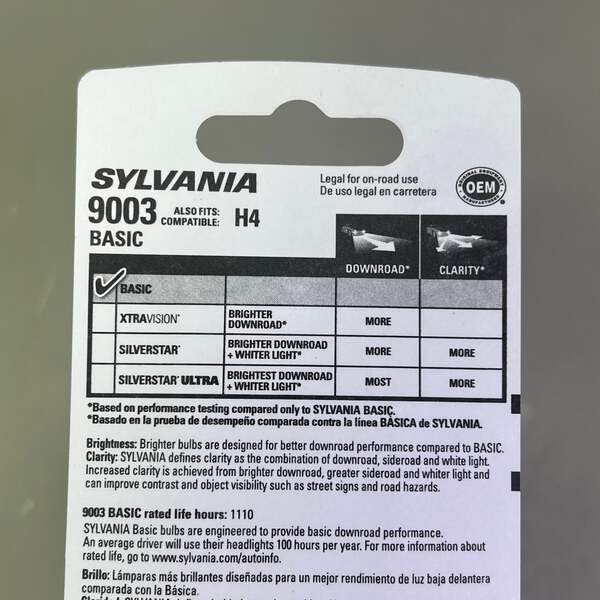 SYLVANIA
Legal for on-road use
De uso legal en carretera
ORIGINAL EQUIPMENT
OEM
MANUFACTURER
9003 ALSO FITS: H4
COMPATIBLE:
BASIC
DOWNROAD* CLARITY*
BASIC
XTRAVISION® BRIGHTER DOWNROAD* MORE
SILVERSTAR® BRIGHTER DOWNROAD + WHITER LIGHT* MORE MORE
SILVERSTAR® ULTRA BRIGHTEST DOWNROAD + WHITER LIGHT* MOST MORE
*Based on performance testing compared only to SYLVANIA BASIC.
*Basado en la prueba de desempeño comparada contra la línea BÁSICA de SYLVANIA.
Brightness: Brighter bulbs are designed for better downroad performance compared to BASIC.
Clarity: SYLVANIA defines clarity as the combination of downroad, sideroad and white light.
Increased clarity is achieved from brighter downroad, greater sideroad and whiter light and
can improve contrast and object visibility such as street signs and road hazards.
9003 BASIC rated life hours: 1110
SYLVANIA Basic bulbs are engineered to provide basic downroad performance.
An average driver will use their headlights 100 hours per year. For more information about
rated life, go to www.sylvania.com/autoinfo.
Brillo: Lámparas más brillantes diseñadas para un mejor rendimiento de luz baja delantera
comparada con la Básica.